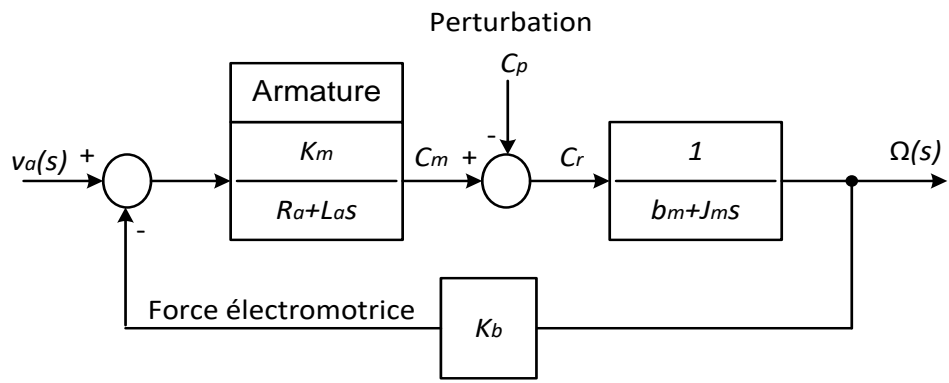 Perturbation
Cp
Armature
va(s) +
Km
Ra+Las
Cm +
-
Cr
1
bm+Jms
Ω(s)
-
Force électromotrice
Kb